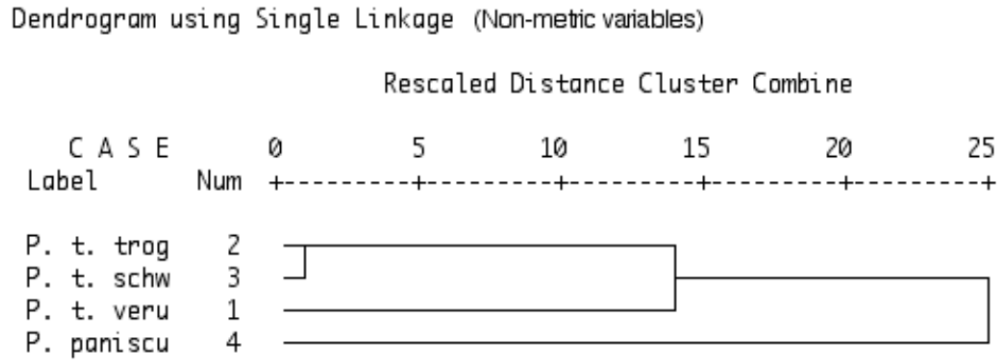 Dendrogram using Single Linkage (Non-metric variables)
Rescaled Distance Cluster Combine
C A S E 0 5 10 15 20 25
Label Num +---------+---------+---------+---------+---------+
P. t. trog 2
P. t. schw 3
P. t. veru 1
P. paniscu 4